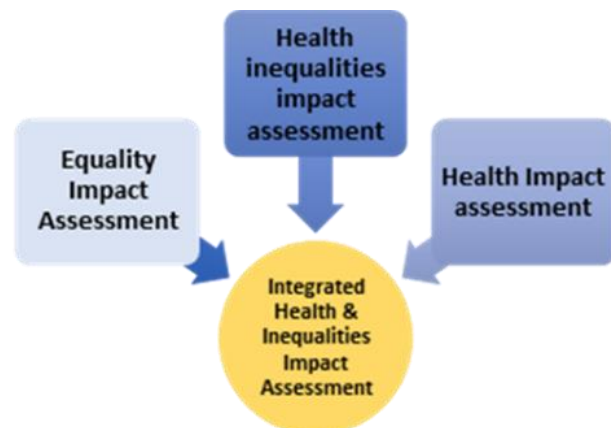 Health
inequalities
impact
assessment
Equality
Impact
Assessment
Health Impact
assessment
Integrated
Health &
Inequalities
Impact
Assessment